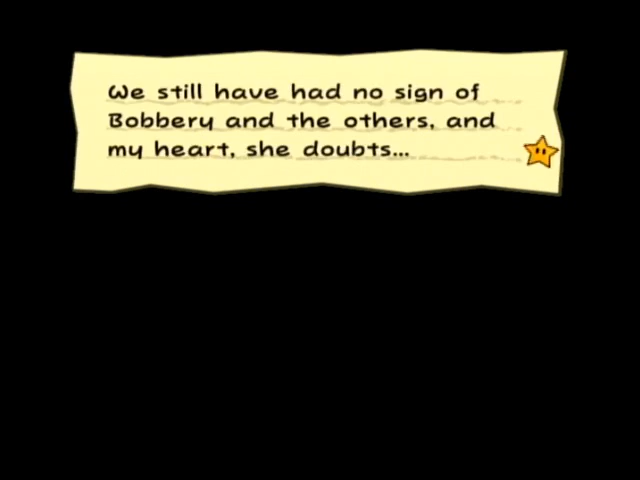 We still have had no sign of
Bobbery and the others, and
my heart, she doubts...